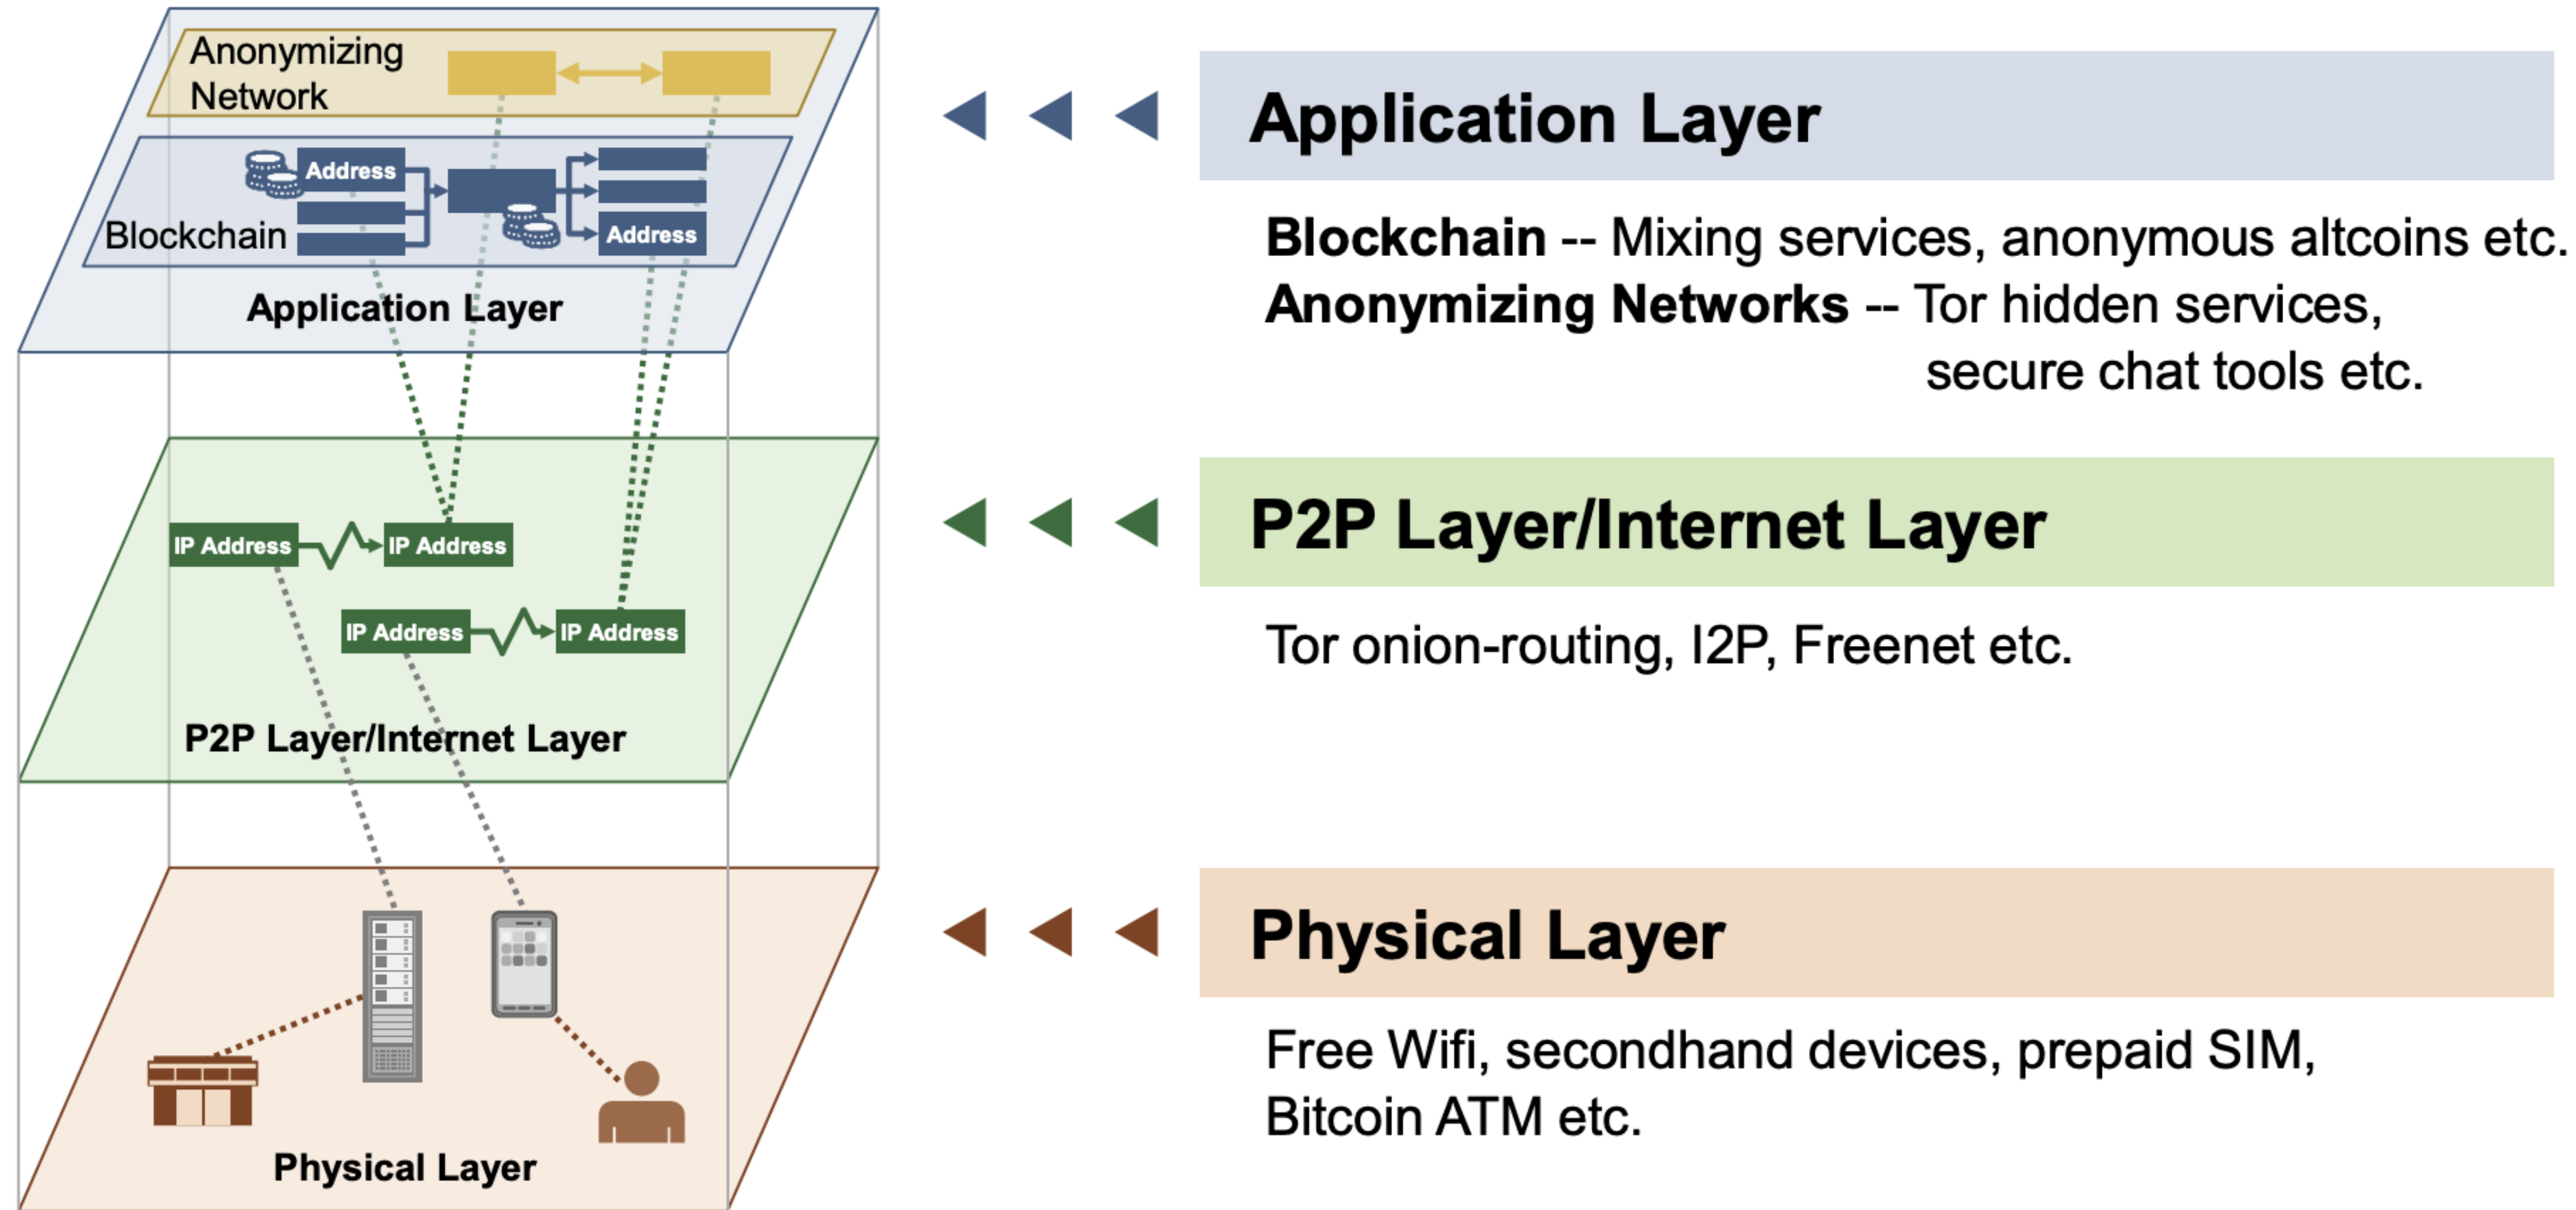 Anonymizing
Network
Address
Blockchain
Address
Application Layer
IP Address
IP Address
IP Address
IP Address
P2P Layer/Internet Layer
Physical Layer
Application Layer
Blockchain -- Mixing services, anonymous altcoins etc.
Anonymizing Networks -- Tor hidden services,
secure chat tools etc.
P2P Layer/Internet Layer
Tor onion-routing, I2P, Freenet etc.
Physical Layer
Free Wifi, secondhand devices, prepaid SIM,
Bitcoin ATM etc.